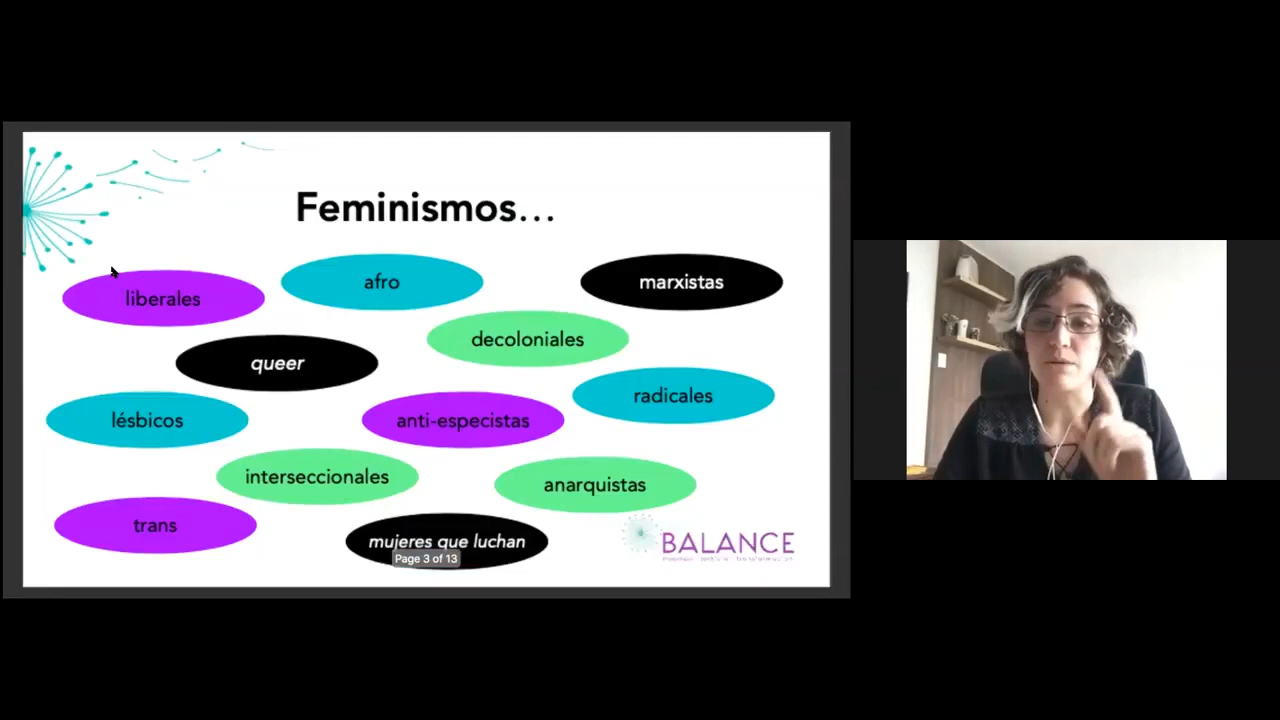 Feminismos...
liberales
afro
marxistas
decoloniales
queer
radicales
lésbicos
anti-especistas
interseccionales
anarquistas
trans
mujeres que luchan
Page 3 of 13
BALANCE